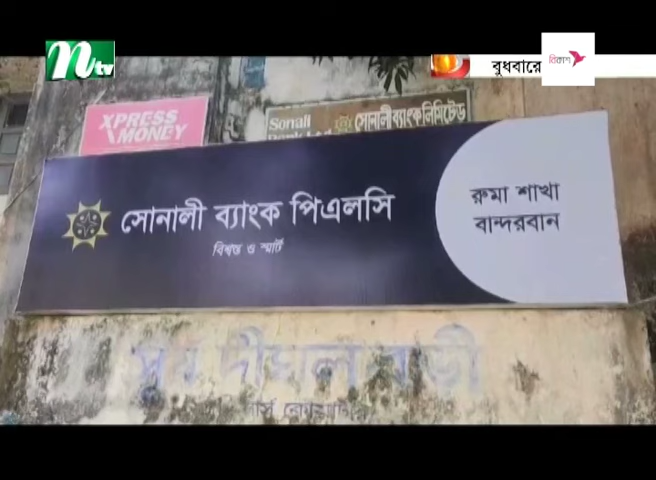 ntv
বুধবারে
বিকাশ
XPRESS
MONEY
Sonali
সোনালী ব্যাংক লিমিটেড
সোনালী ব্যাংক পিএলসি
বিশ্বস্ত ও স্মার্ট
রুমা শাখা
বান্দরবান